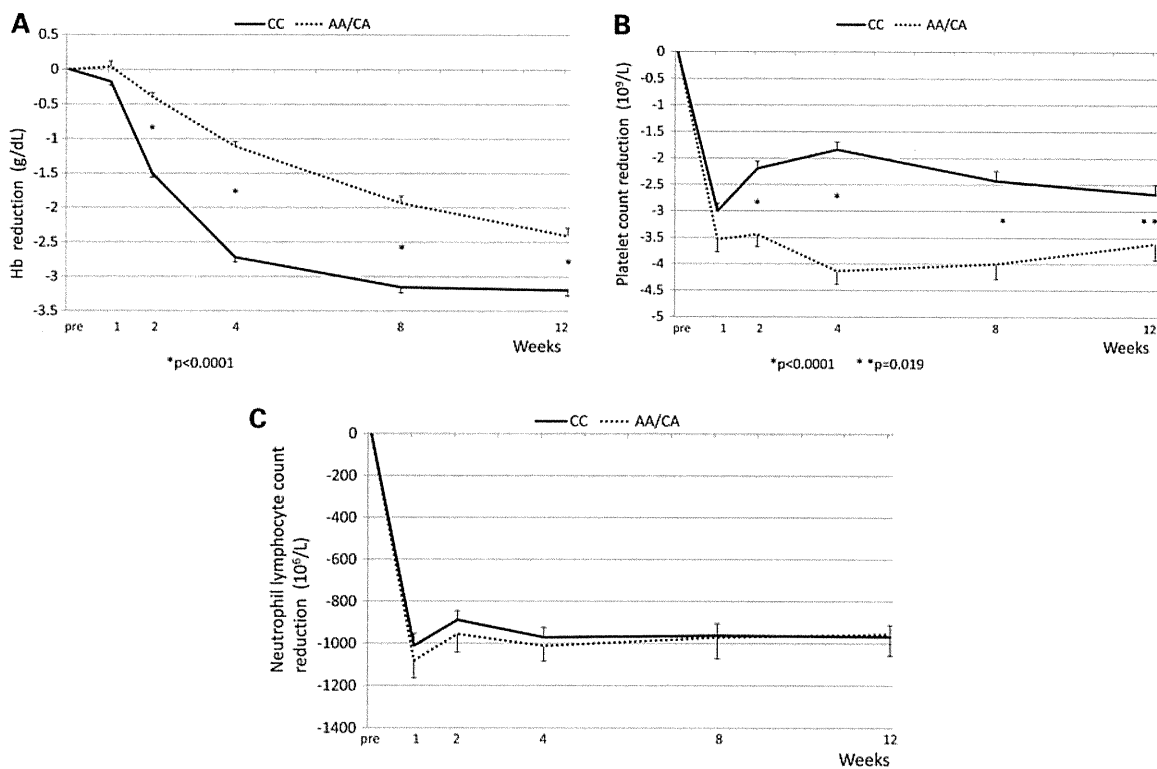 A
CC AA/CA
Hb reduction (g/dL)
0.5
0
-0.5
-1
-1.5
-2
-2.5
-3
-3.5
*
*
*
*
pre 1 2 4 8 12
Weeks
*p<0.0001
B
CC AA/CA
Platelet count reduction (10⁹/L)
0
-0.5
-1
-1.5
-2
-2.5
-3
-3.5
-4
-4.5
-5
*
*
*
* *
pre 1 2 4 8 12
Weeks
*p<0.0001 * *p=0.019
C
CC AA/CA
Neutrophil lymphocyte count
reduction (10⁶/L)
0
-200
-400
-600
-800
-1000
-1200
-1400
pre 1 2 4 8 12
Weeks